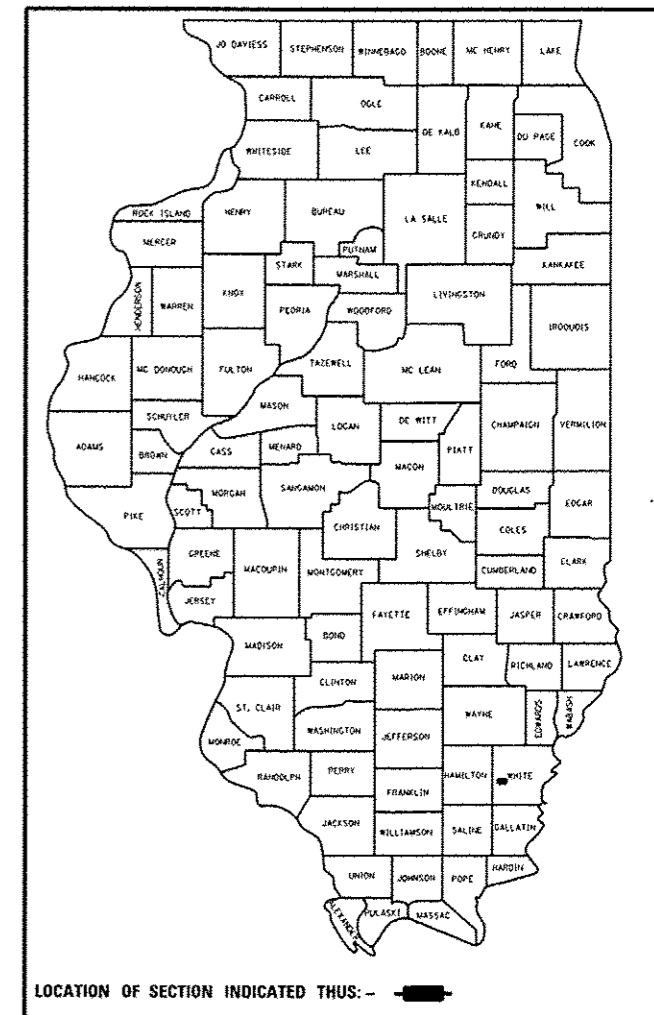 JO DAVIESS STEPHENSON WINNEBAGO BOONE MC HENRY LAKE
CARROLL OGLE DE KALB KANE DU PAGE COOK
WHITESIDE LEE
KENDALL WILL
ROCK ISLAND HENRY BUREAU LA SALLE GRUNDY
MERCER PUTNAM KANKAKEE
STARK MARSHALL
HENDERSON WARREN KNOX PEORIA WOODFORD LIVINGSTON IROQUOIS
HANCOCK MC DONOUGH FULTON TAZEWELL MC LEAN FORD
MASON
SCHUYLER LOGAN DE WITT CHAMPAIGN VERMILION
ADAMS BROWN CASS MENARD PIATT
MACON
MORGAN SANGAMON DOUGLAS EDGAR
PIKE SCOTT CHRISTIAN MOULTRIE COLES
GREENE SHELBY
CALHOUN MACOUPIN MONTGOMERY CUMBERLAND CLARK
JERSEY FAYETTE EFFINGHAM JASPER CRAWFORD
MADISON BOND
CLAY RICHLAND LAWRENCE
CLINTON MARION
ST. CLAIR WAYNE EDWARDS WABASH
MONROE WASHINGTON JEFFERSON
RANDOLPH PERRY HAMILTON WHITE
FRANKLIN
JACKSON WILLIAMSON SALINE GALLATIN
UNION JOHNSON POPE HARDIN
ALEXANDER PULASKI MASSAC
LOCATION OF SECTION INDICATED THUS: -